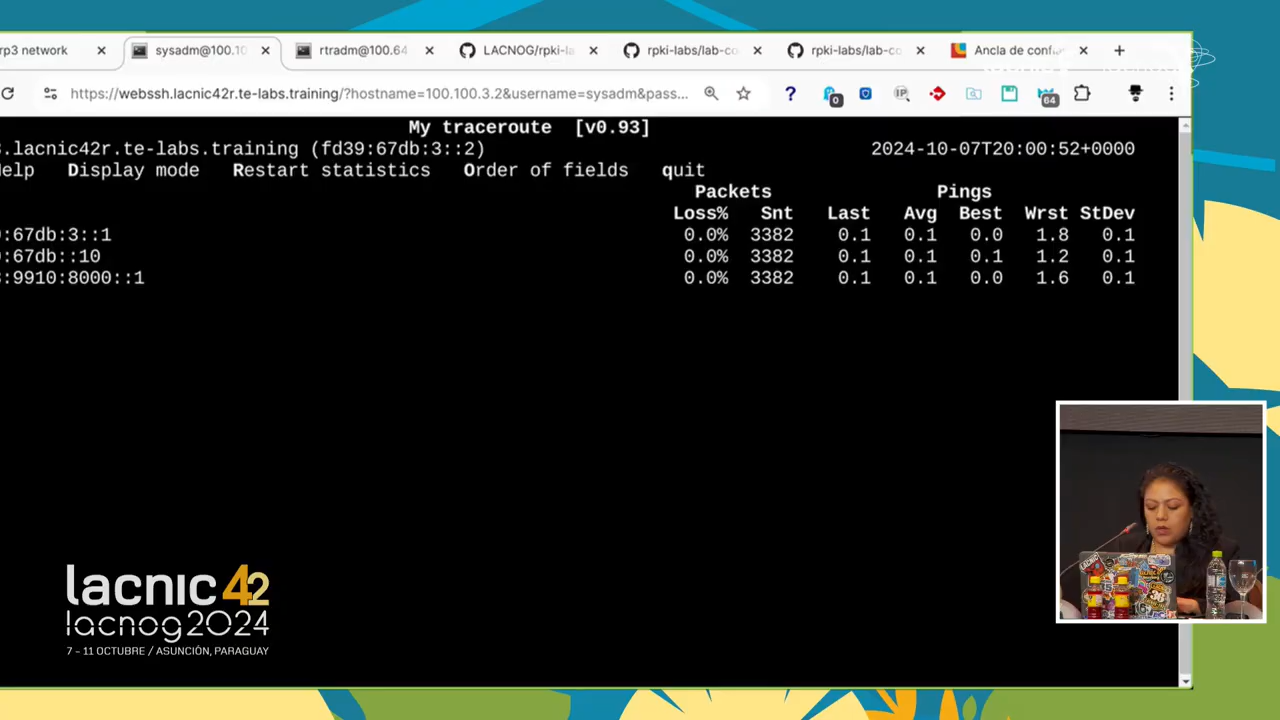 rp3 network
sysadm@100.10
rtradm@100.64
LACNOG/rpki-la
rpki-labs/lab-co
rpki-labs/lab-co
Ancla de confia
https://webssh.lacnic42r.te-labs.training/?hostname=100.100.3.2&username=sysadm&pass...
?
0
IP
64
My traceroute [v0.93]
.lacnic42r.te-labs.training (fd39:67db:3::2) 2024-10-07T20:00:52+0000
elp Display mode Restart statistics Order of fields quit
Packets Pings
Loss% Snt Last Avg Best Wrst StDev
:67db:3::1 0.0% 3382 0.1 0.1 0.0 1.8 0.1
:67db::10 0.0% 3382 0.1 0.1 0.1 1.2 0.1
:9910:8000::1 0.0% 3382 0.1 0.1 0.0 1.6 0.1
lacnic 42
lacnog2024
7 - 11 OCTUBRE / ASUNCIÓN, PARAGUAY